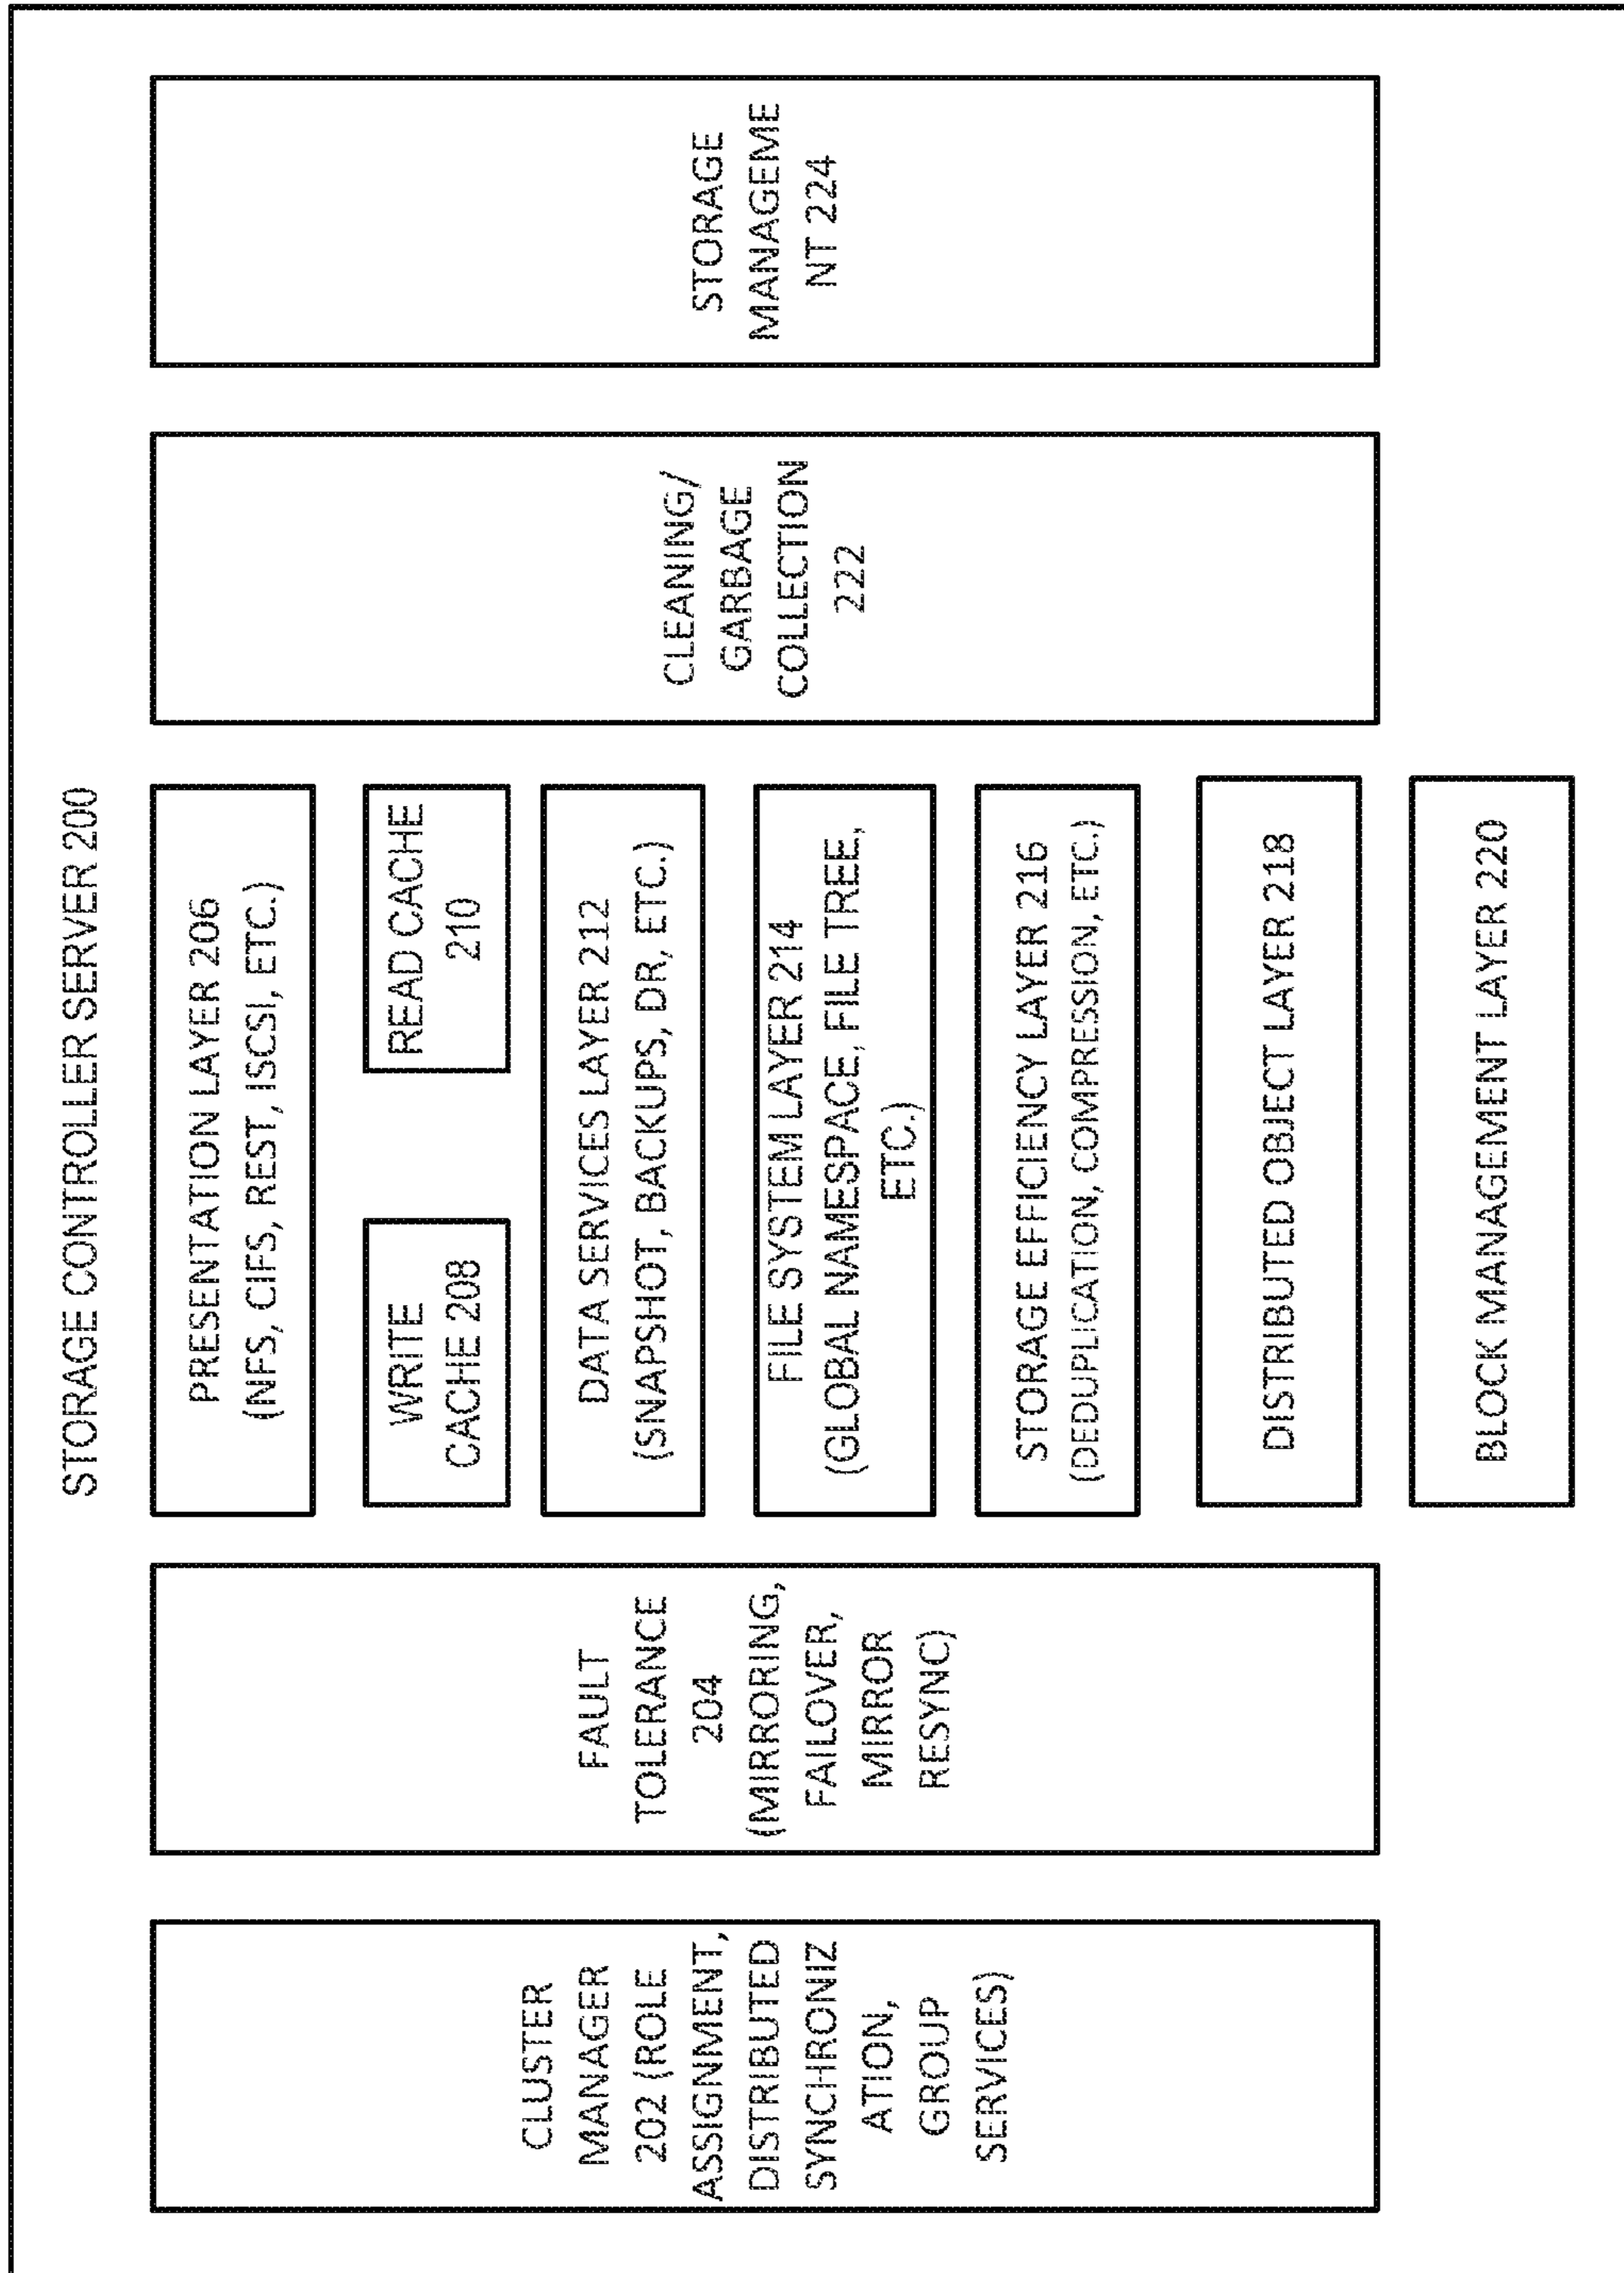 STORAGE CONTROLLER SERVER 200
CLUSTER
MANAGER
202 (ROLE
ASSIGNMENT,
DISTRIBUTED
SYNCHRONIZ
ATION,
GROUP
SERVICES)
FAULT
TOLERANCE
204
(MIRRORING,
FAILOVER,
MIRROR
RESYNC)
PRESENTATION LAYER 206
(NFS, CIFS, REST, ISCSI, ETC.)
WRITE
CACHE 208
READ CACHE
210
DATA SERVICES LAYER 212
(SNAPSHOT, BACKUPS, DR, ETC.)
FILE SYSTEM LAYER 214
(GLOBAL NAMESPACE, FILE TREE,
ETC.)
STORAGE EFFICIENCY LAYER 216
(DEDUPLICATION, COMPRESSION, ETC.)
DISTRIBUTED OBJECT LAYER 218
BLOCK MANAGEMENT LAYER 220
CLEANING/
GARBAGE
COLLECTION
222
STORAGE
MANAGEME
NT 224